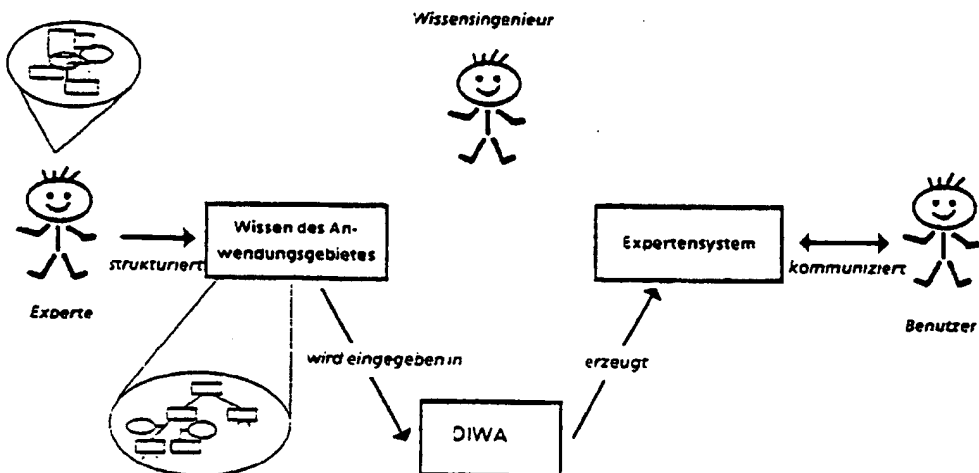 Wissensingenieur
Wissen des An-
wendungsgebietes
Expertensystem
strukturiert
kommuniziert
Experte
Benutzer
wird eingegeben in
erzeugt
DIWA